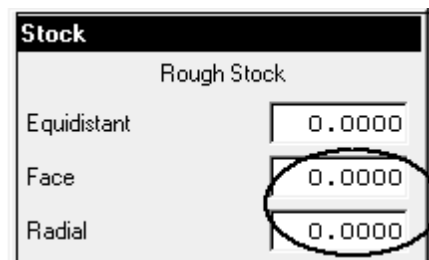 Stock
Rough Stock
Equidistant 0.0000
Face 0.0000
Radial 0.0000